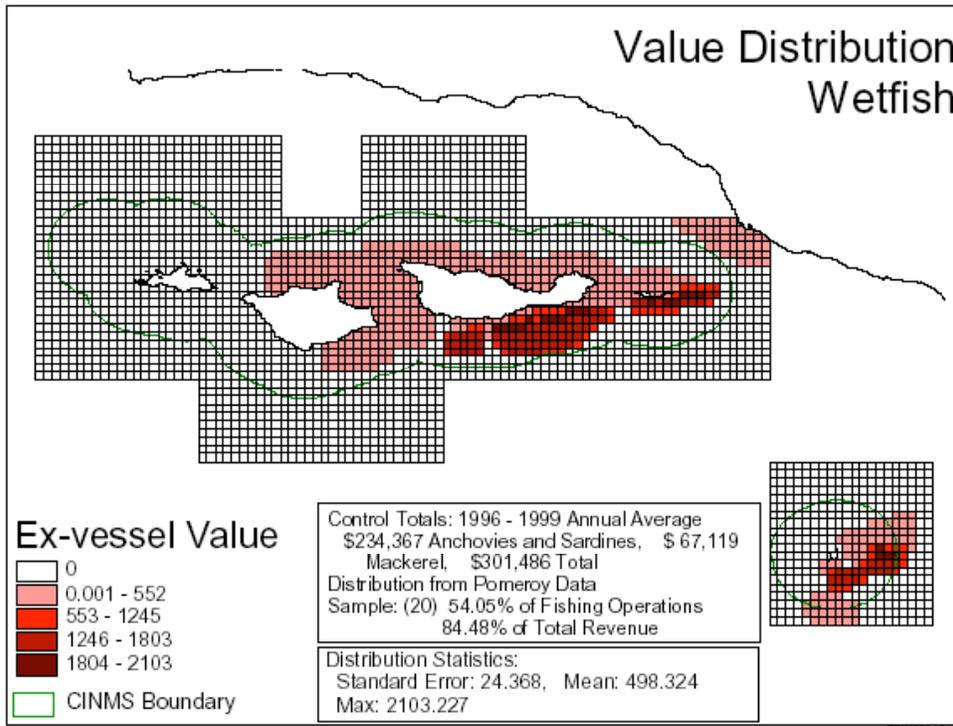 Value Distribution
Wetfish
Ex-vessel Value
0
0.001 - 552
553 - 1245
1246 - 1803
1804 - 2103
CINMS Boundary
Control Totals: 1996 - 1999 Annual Average
$234,367 Anchovies and Sardines, $ 67,119
Mackerel, $301,486 Total
Distribution from Pomeroy Data
Sample: (20) 54.05% of Fishing Operations
84.48% of Total Revenue
Distribution Statistics:
Standard Error: 24.368, Mean: 498.324
Max: 2103.227